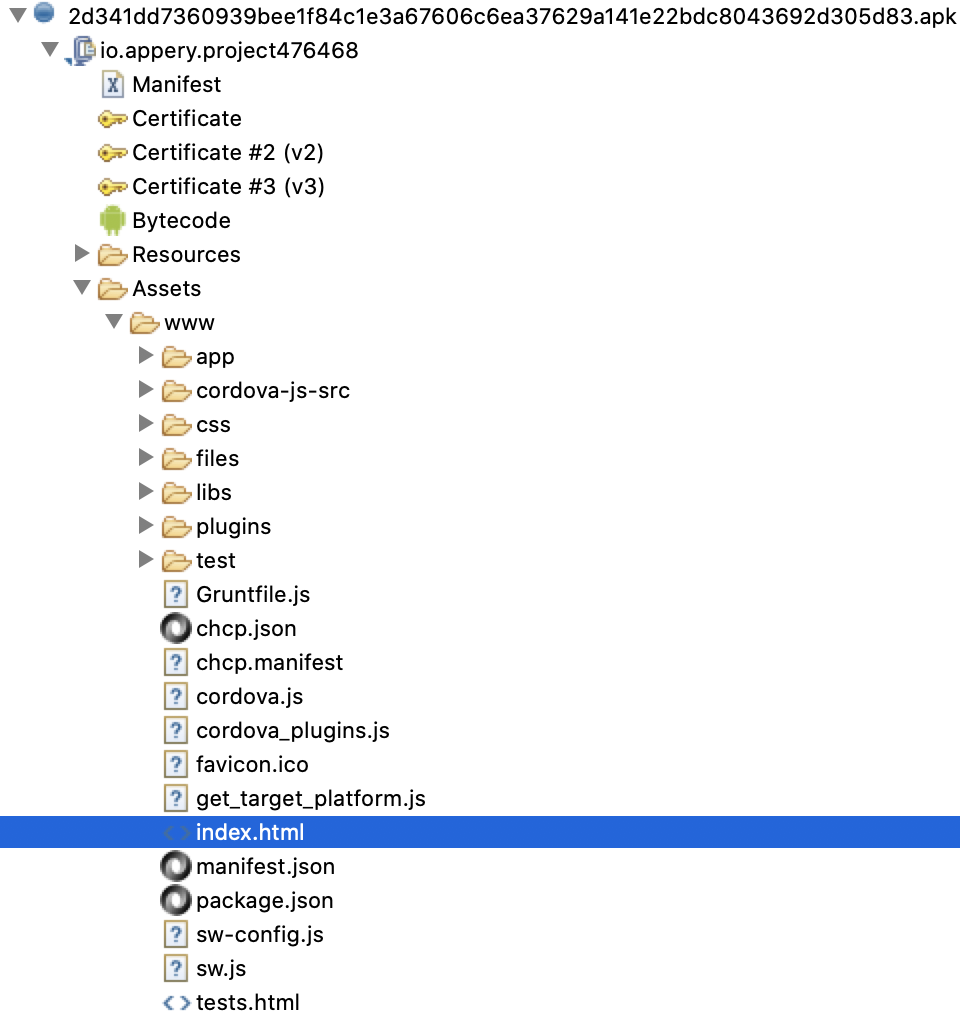 2d341dd7360939bee1f84c1e3a67606c6ea37629a141e22bdc8043692d305d83.apk
io.appery.project476468
Manifest
Certificate
Certificate #2 (v2)
Certificate #3 (v3)
Bytecode
Resources
Assets
www
app
cordova-js-src
css
files
libs
plugins
test
Gruntfile.js
chcp.json
chcp.manifest
cordova.js
cordova_plugins.js
favicon.ico
get_target_platform.js
index.html
manifest.json
package.json
sw-config.js
sw.js
tests.html